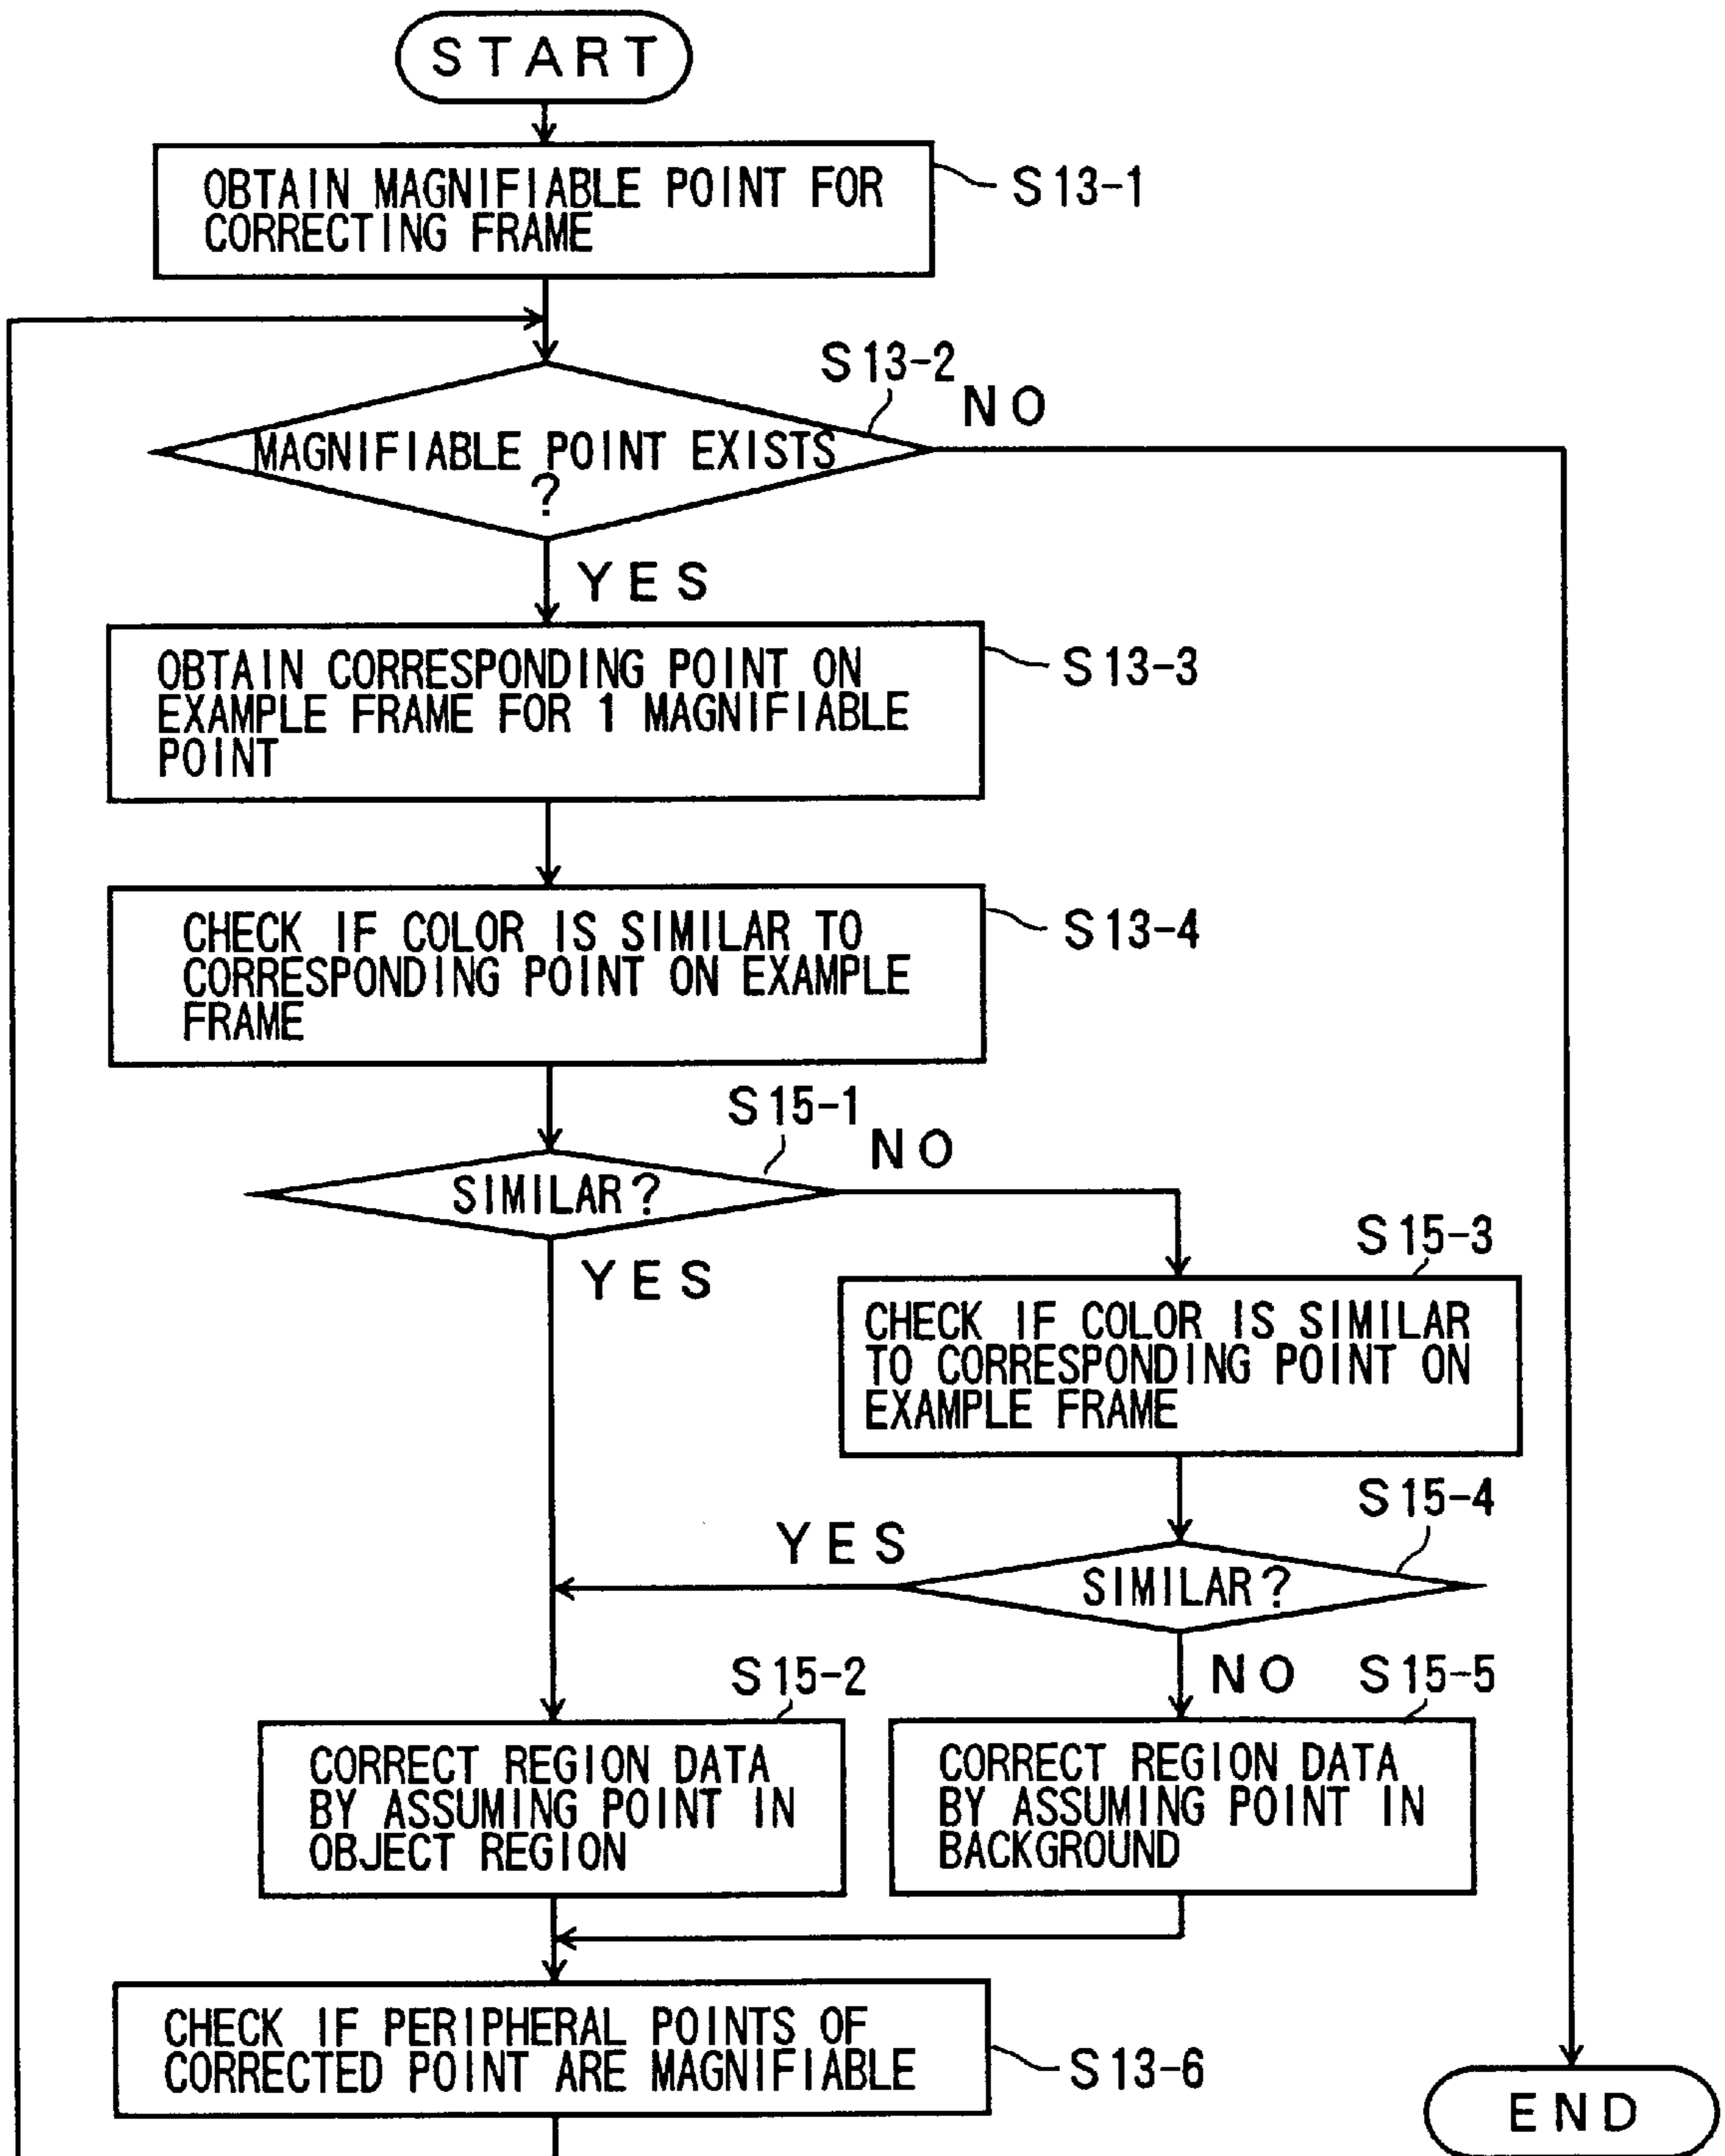 START
OBTAIN MAGNIFIABLE POINT FOR
CORRECTING FRAME
S13-1
S13-2
NO
MAGNIFIABLE POINT EXISTS
?
YES
OBTAIN CORRESPONDING POINT ON
EXAMPLE FRAME FOR 1 MAGNIFIABLE
POINT
S13-3
CHECK IF COLOR IS SIMILAR TO
CORRESPONDING POINT ON EXAMPLE
FRAME
S13-4
S15-1
NO
SIMILAR?
YES
S15-3
CHECK IF COLOR IS SIMILAR
TO CORRESPONDING POINT ON
EXAMPLE FRAME
S15-4
YES
SIMILAR?
NO
S15-2
S15-5
CORRECT REGION DATA
BY ASSUMING POINT IN
OBJECT REGION
CORRECT REGION DATA
BY ASSUMING POINT IN
BACKGROUND
CHECK IF PERIPHERAL POINTS OF
CORRECTED POINT ARE MAGNIFIABLE
S13-6
END